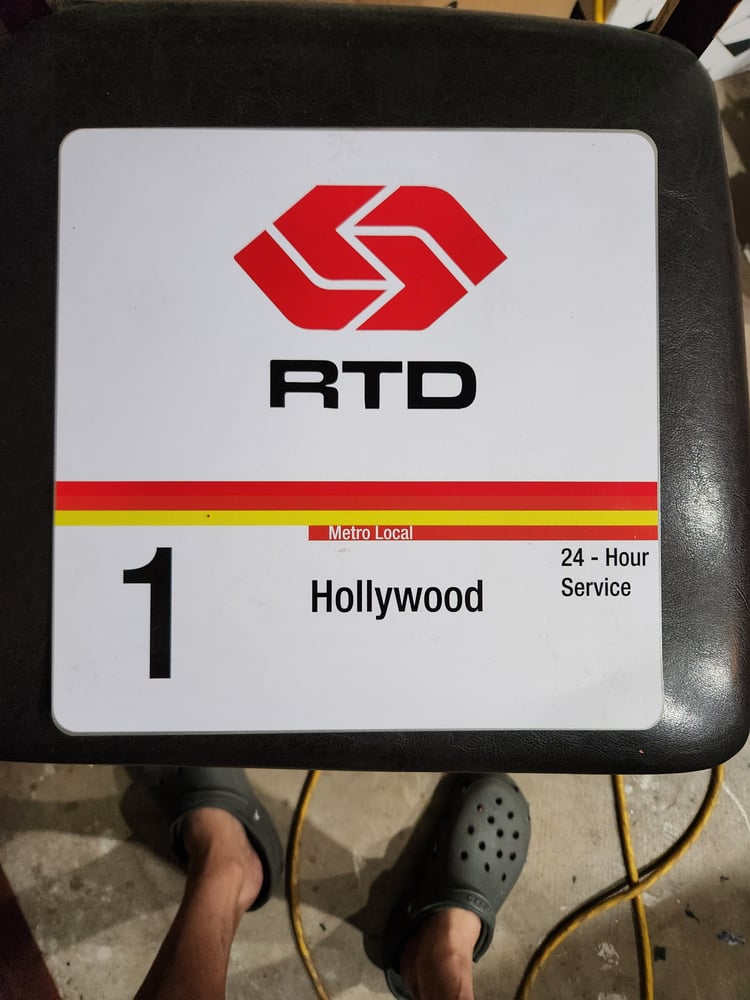 RTD
Metro Local
1
Hollywood
24 - Hour
Service